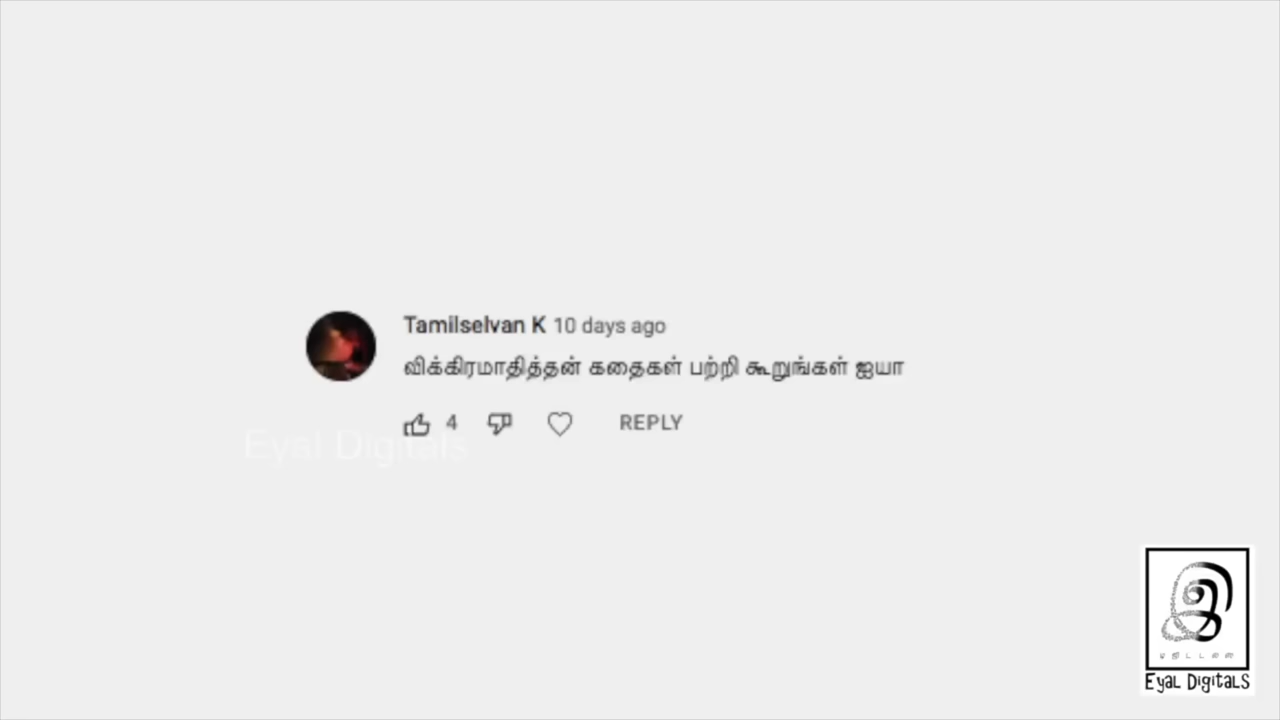 Tamilselvan K 10 days ago
விக்கிரமாதித்தன் கதைகள் பற்றி கூறுங்கள் ஐயா
4 REPLY
Eyal Digitals
Eyal Digitals